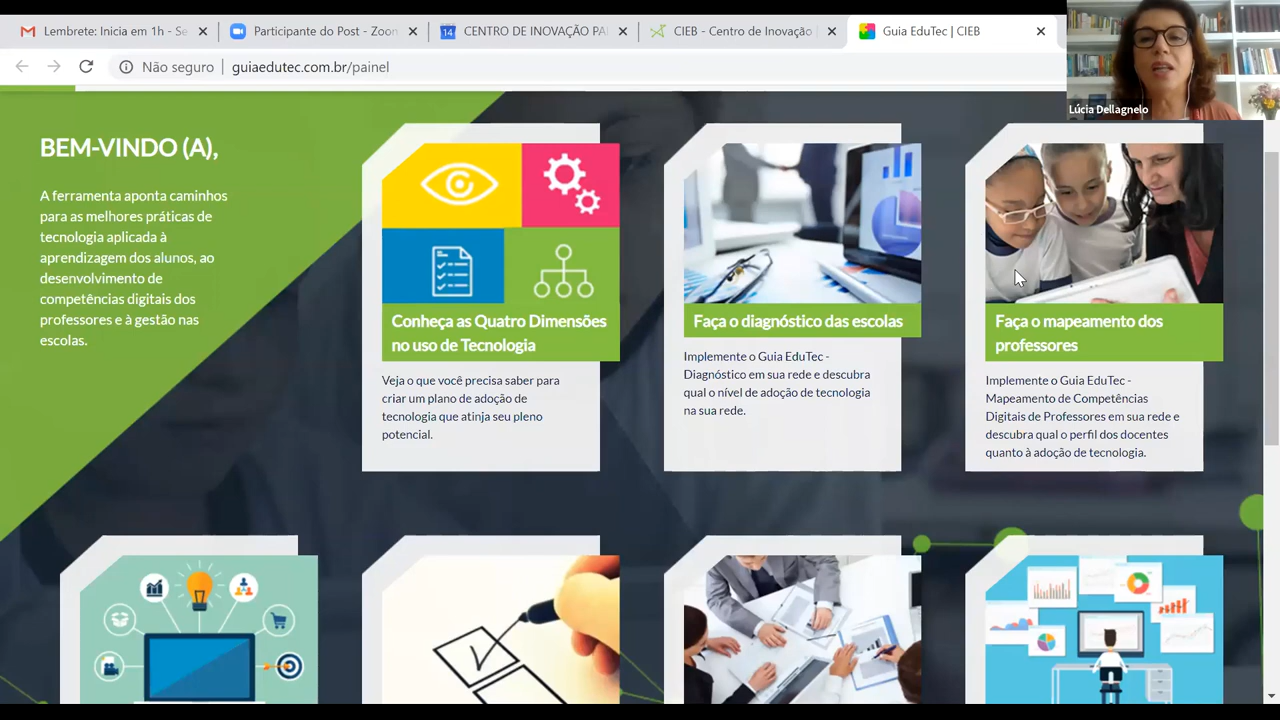 Lembrete: Inicia em 1h - Se
Participante do Post - Zoon
14
CENTRO DE INOVAÇÃO PA
CIEB - Centro de Inovação
Guia EduTec | CIEB
Não seguro
guiaedutec.com.br/painel
Lúcia Dellagnelo
BEM-VINDO (A),
A ferramenta aponta caminhos
para as melhores práticas de
tecnologia aplicada à
aprendizagem dos alunos, ao
desenvolvimento de
competências digitais dos
professores e à gestão nas
escolas.
Conheça as Quatro Dimensões
no uso de Tecnologia
Veja o que você precisa saber para
criar um plano de adoção de
tecnologia que atinja seu pleno
potencial.
Faça o diagnóstico das escolas
Implemente o Guia EduTec -
Diagnóstico em sua rede e descubra
qual o nível de adoção de tecnologia
na sua rede.
Faça o mapeamento dos
professores
Implemente o Guia EduTec -
Mapeamento de Competências
Digitais de Professores em sua rede e
descubra qual o perfil dos docentes
quanto à adoção de tecnologia.